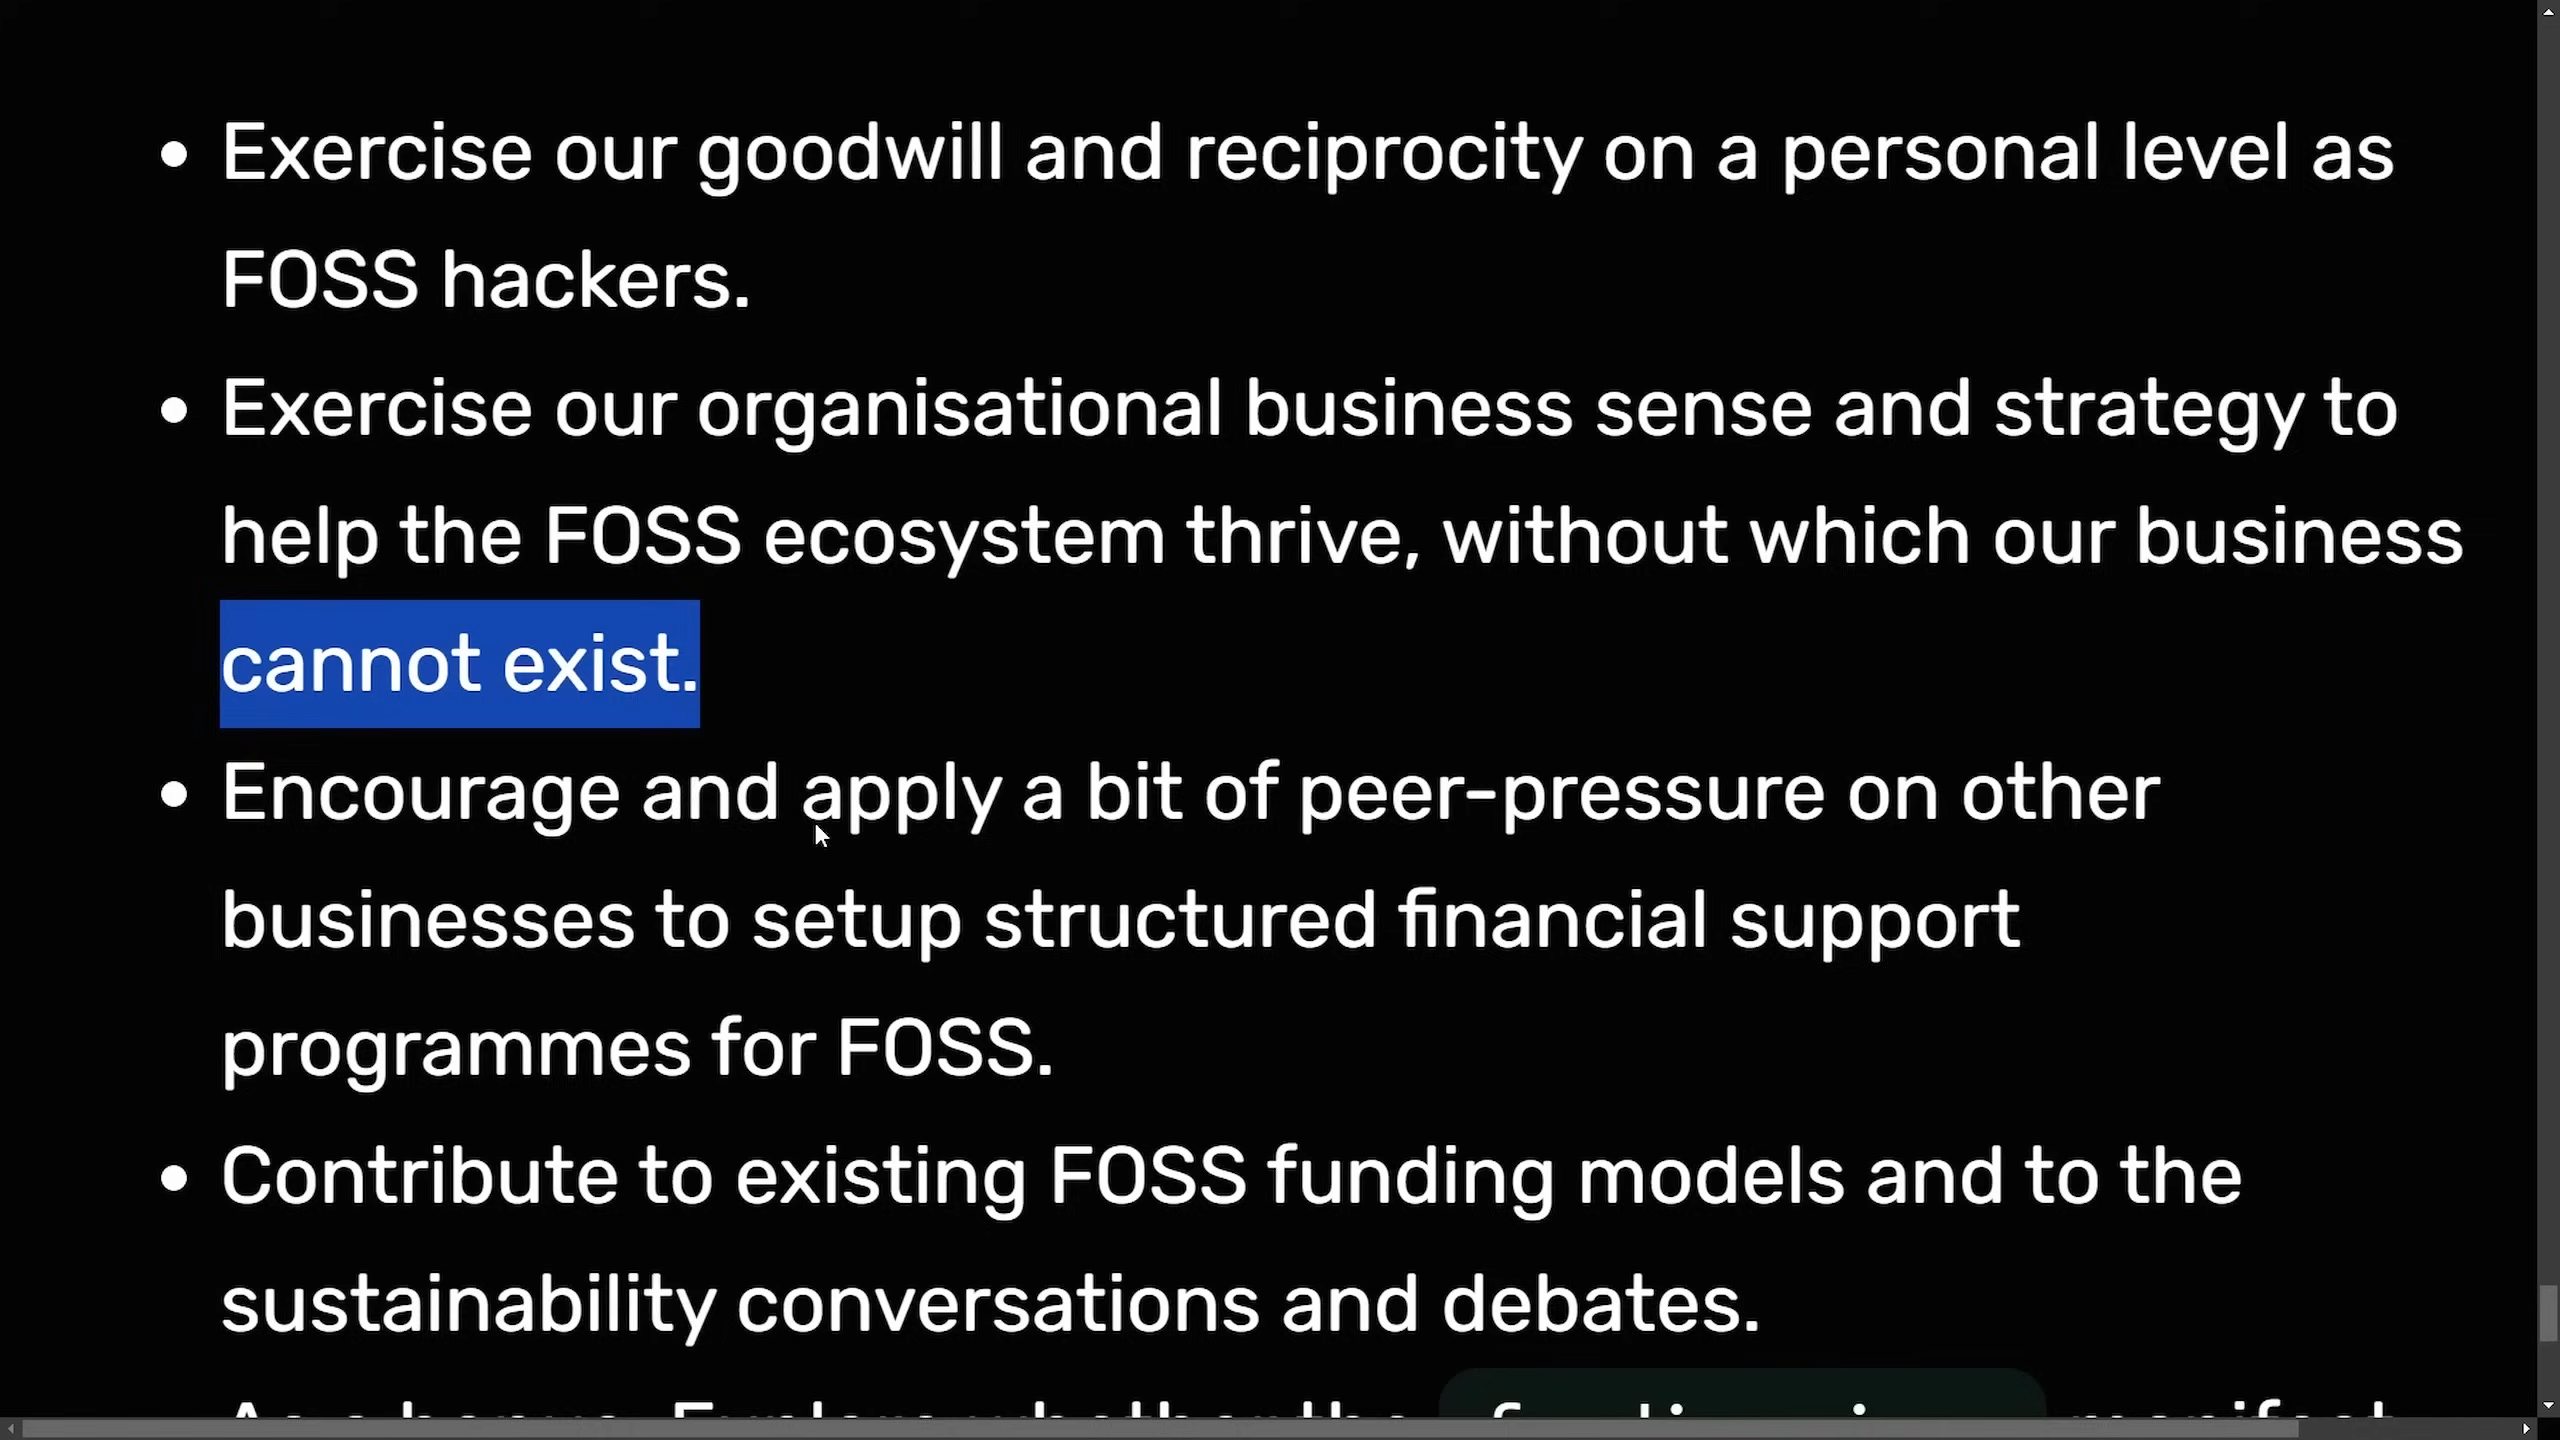 Exercise our goodwill and reciprocity on a personal level as
FOSS hackers.
Exercise our organisational business sense and strategy to
help the FOSS ecosystem thrive, without which our business
cannot exist.
Encourage and apply a bit of peer-pressure on other
businesses to setup structured financial support
programmes for FOSS.
Contribute to existing FOSS funding models and to the
sustainability conversations and debates.